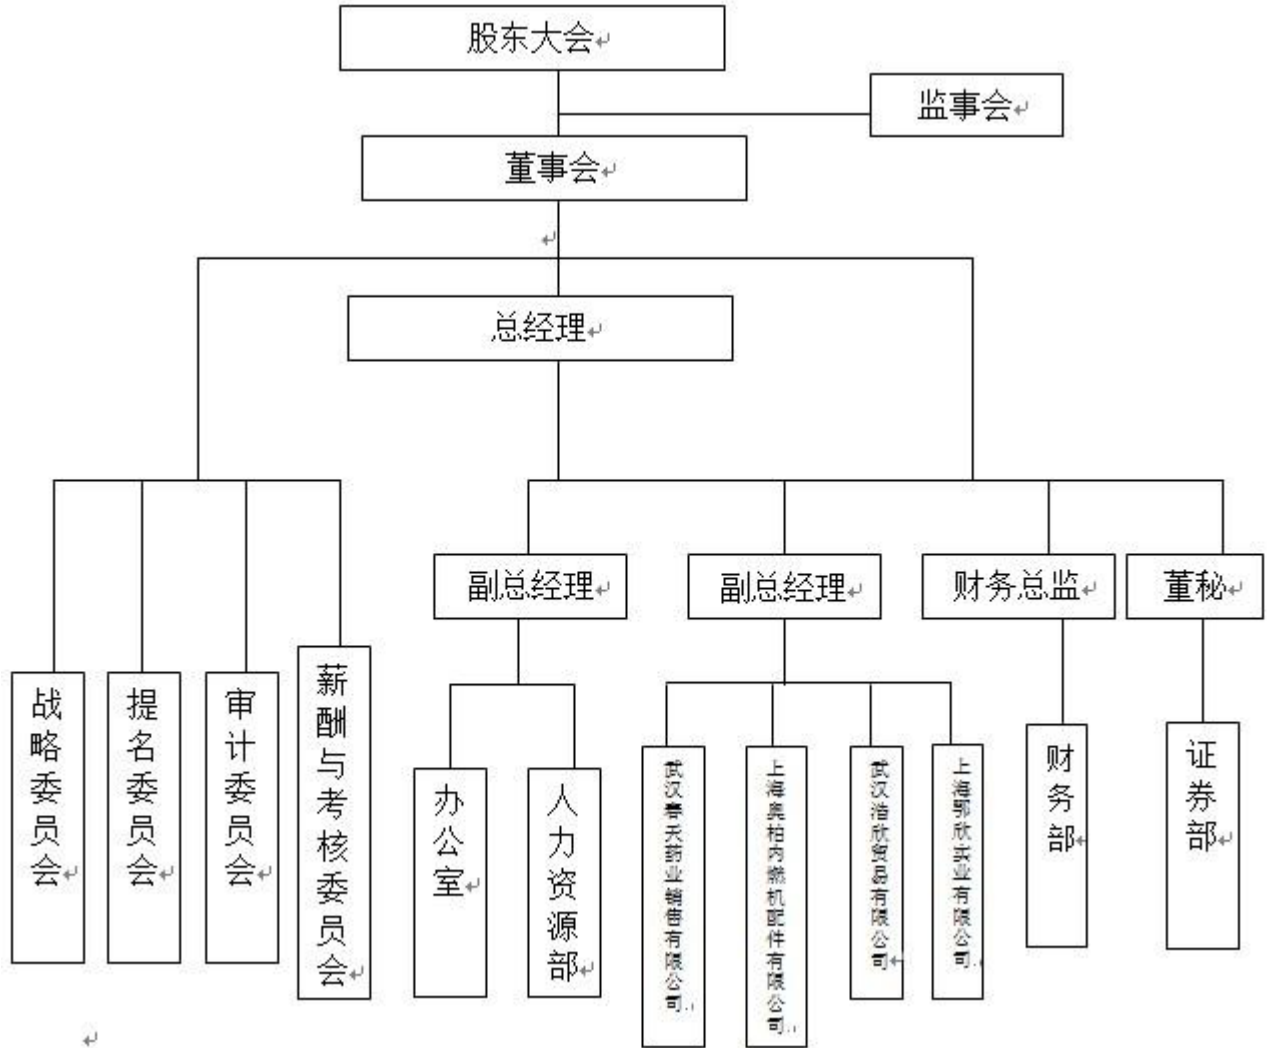 股东大会
监事会
董事会
总经理
副总经理
副总经理
财务总监
董秘
战略委员会
提名委员会
审计委员会
薪酬与考核委员会
办公室
人力资源部
武汉春天药业销售有限公司
上海奥柏内燃机配件有限公司
武汉浩欣贸易有限公司
上海鄂欣实业有限公司
财务部
证券部